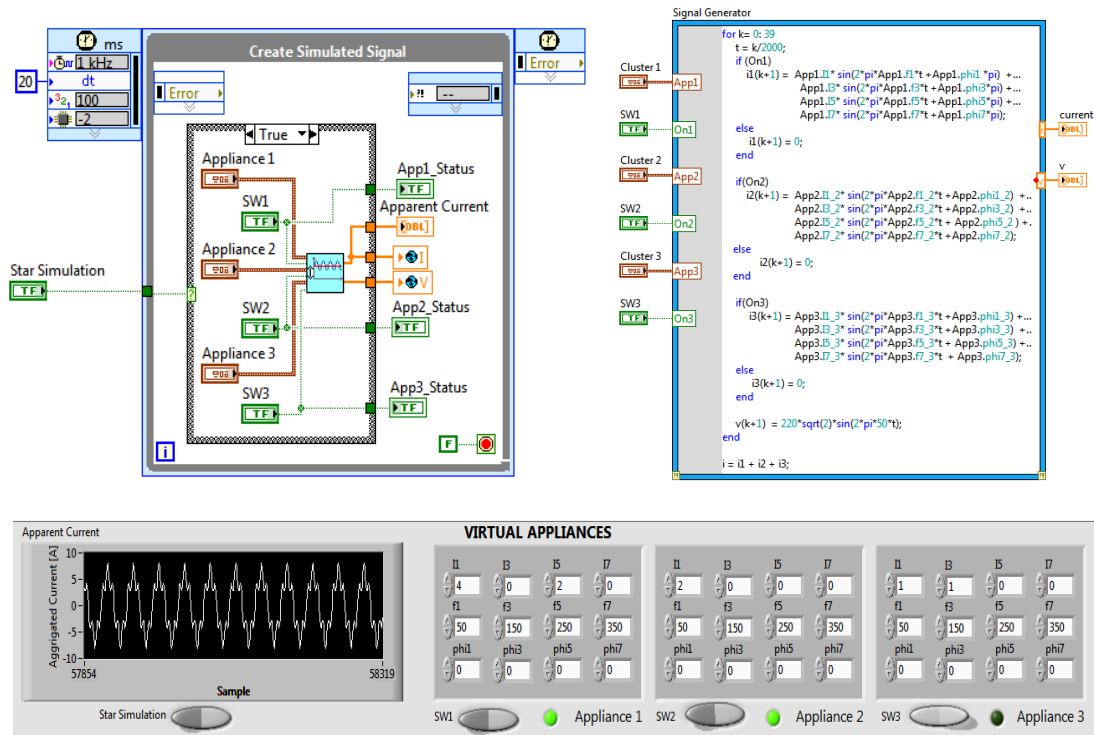 ms
1 kHz
20
dt
100
-2
Create Simulated Signal
Error
--
Error
True
Appliance 1
SW1
TF
Appliance 2
SW2
TF
Appliance 3
SW3
TF
App1_Status
TF
Apparent Current
DBL
I
V
App2_Status
TF
App3_Status
TF
Star Simulation
TF
?
i
F
Signal Generator
Cluster 1
App1
SW1
TF
On1
Cluster 2
App2
SW2
TF
On2
Cluster 3
App3
SW3
TF
On3
for k= 0: 39
t = k/2000;
if (On1)
i1(k+1) = App1.I1* sin(2*pi*App1.f1*t +App1.phi1 *pi) +...
App1.I3* sin(2*pi*App1.f3*t +App1.phi3*pi) +...
App1.I5* sin(2*pi*App1.f5*t +App1.phi5*pi) +...
App1.I7* sin(2*pi*App1.f7*t +App1.phi7*pi);
else
i1(k+1) = 0;
end
if(On2)
i2(k+1) = App2.I1_2* sin(2*pi*App2.f1_2*t +App2.phi1_2) +..
App2.I3_2* sin(2*pi*App2.f3_2*t +App2.phi3_2) +..
App2.I5_2* sin(2*pi*App2.f5_2*t +App2.phi5_2 ) +..
App2.I7_2* sin(2*pi*App2.f7_2*t +App2.phi7_2);
else
i2(k+1) = 0;
end
if(On3)
i3(k+1) = App3.I1_3* sin(2*pi*App3.f1_3*t +App3.phi1_3) +...
App3.I3_3* sin(2*pi*App3.f3_3*t +App3.phi3_3) +..
App3.I5_3* sin(2*pi*App3.f5_3*t + App3.phi5_3) +..
App3.I7_3* sin(2*pi*App3.f7_3*t + App3.phi7_3);
else
i3(k+1) = 0;
end
v(k+1) = 220*sqrt(2)*sin(2*pi*50*t);
end
i = i1 + i2 + i3;
current
DBL
v
DBL
Apparent Current
Aggrigated Current [A]
10
5
0
-5
-10
57854
58319
Sample
Star Simulation
VIRTUAL APPLIANCES
I1 I3 I5 I7
4 0 2 0
f1 f3 f5 f7
50 150 250 350
phi1 phi3 phi5 phi7
0 0 0 0
SW1 Appliance 1
I1 I3 I5 I7
2 0 0 0
f1 f3 f5 f7
50 150 250 350
phi1 phi3 phi5 phi7
0 0 0 0
SW2 Appliance 2
I1 I3 I5 I7
1 1 0 0
f1 f3 f5 f7
50 150 250 350
phi1 phi3 phi5 phi7
0 0 0 0
SW3 Appliance 3